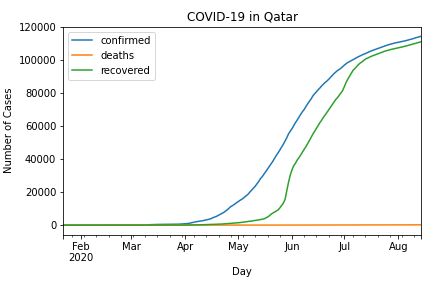 COVID-19 in Qatar
confirmed
deaths
recovered
Number of Cases
120000
100000
80000
60000
40000
20000
0
Feb Mar Apr May Jun Jul Aug
2020
Day